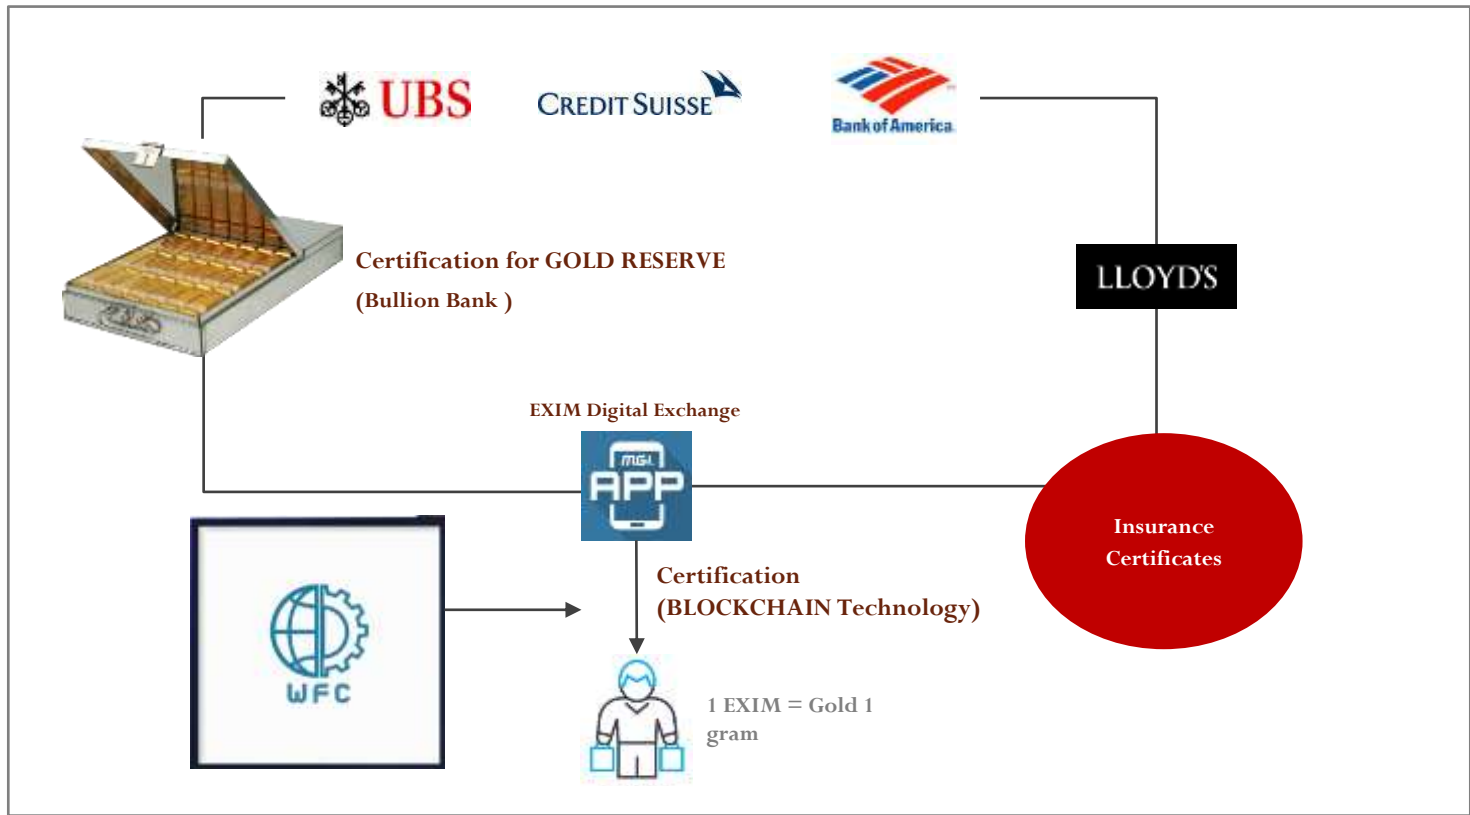 UBS
CREDIT SUISSE
Bank of America
Certification for GOLD RESERVE
(Bullion Bank )
LLOYD'S
EXIM Digital Exchange
MGI
APP
Insurance
Certificates
Certification
(BLOCKCHAIN Technology)
WFC
1 EXIM = Gold 1
gram